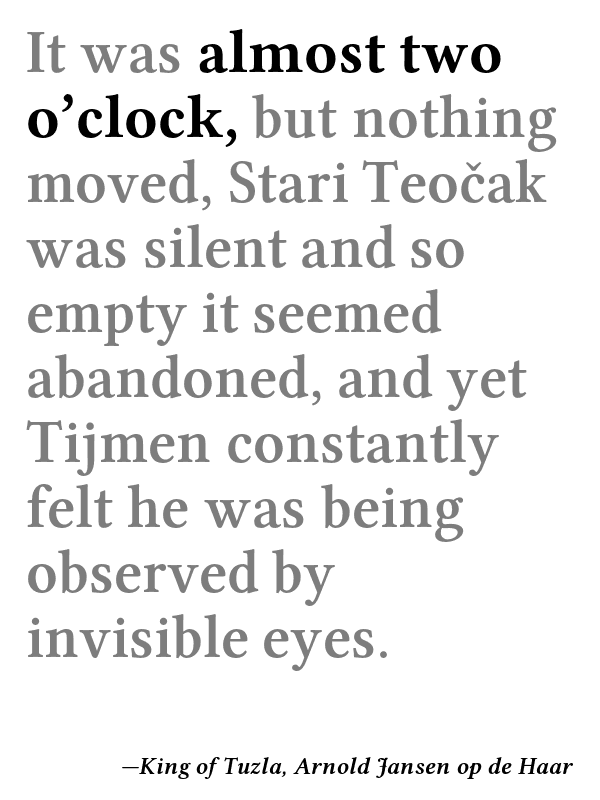 It was almost two
o’clock, but nothing
moved, Stari Teočak
was silent and so
empty it seemed
abandoned, and yet
Tijmen constantly
felt he was being
observed by
invisible eyes.
—King of Tuzla, Arnold Jansen op de Haar